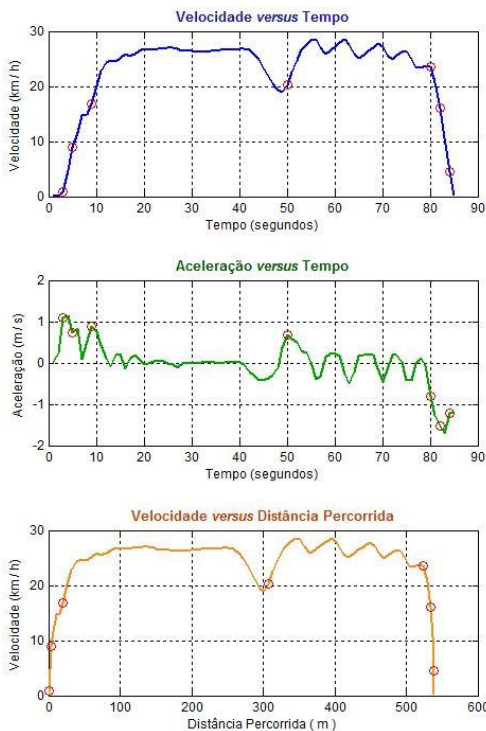 Velocidade versus Tempo
30
20
10
0
Velocidade (km / h)
0 10 20 30 40 50 60 70 80 90
Tempo (segundos)
Aceleração versus Tempo
2
1
0
-1
-2
Aceleração (m / s)
0 10 20 30 40 50 60 70 80 90
Tempo (segundos)
Velocidade versus Distância Percorrida
30
20
10
0
Velocidade (km / h)
0 100 200 300 400 500 600
Distância Percorrida ( m )